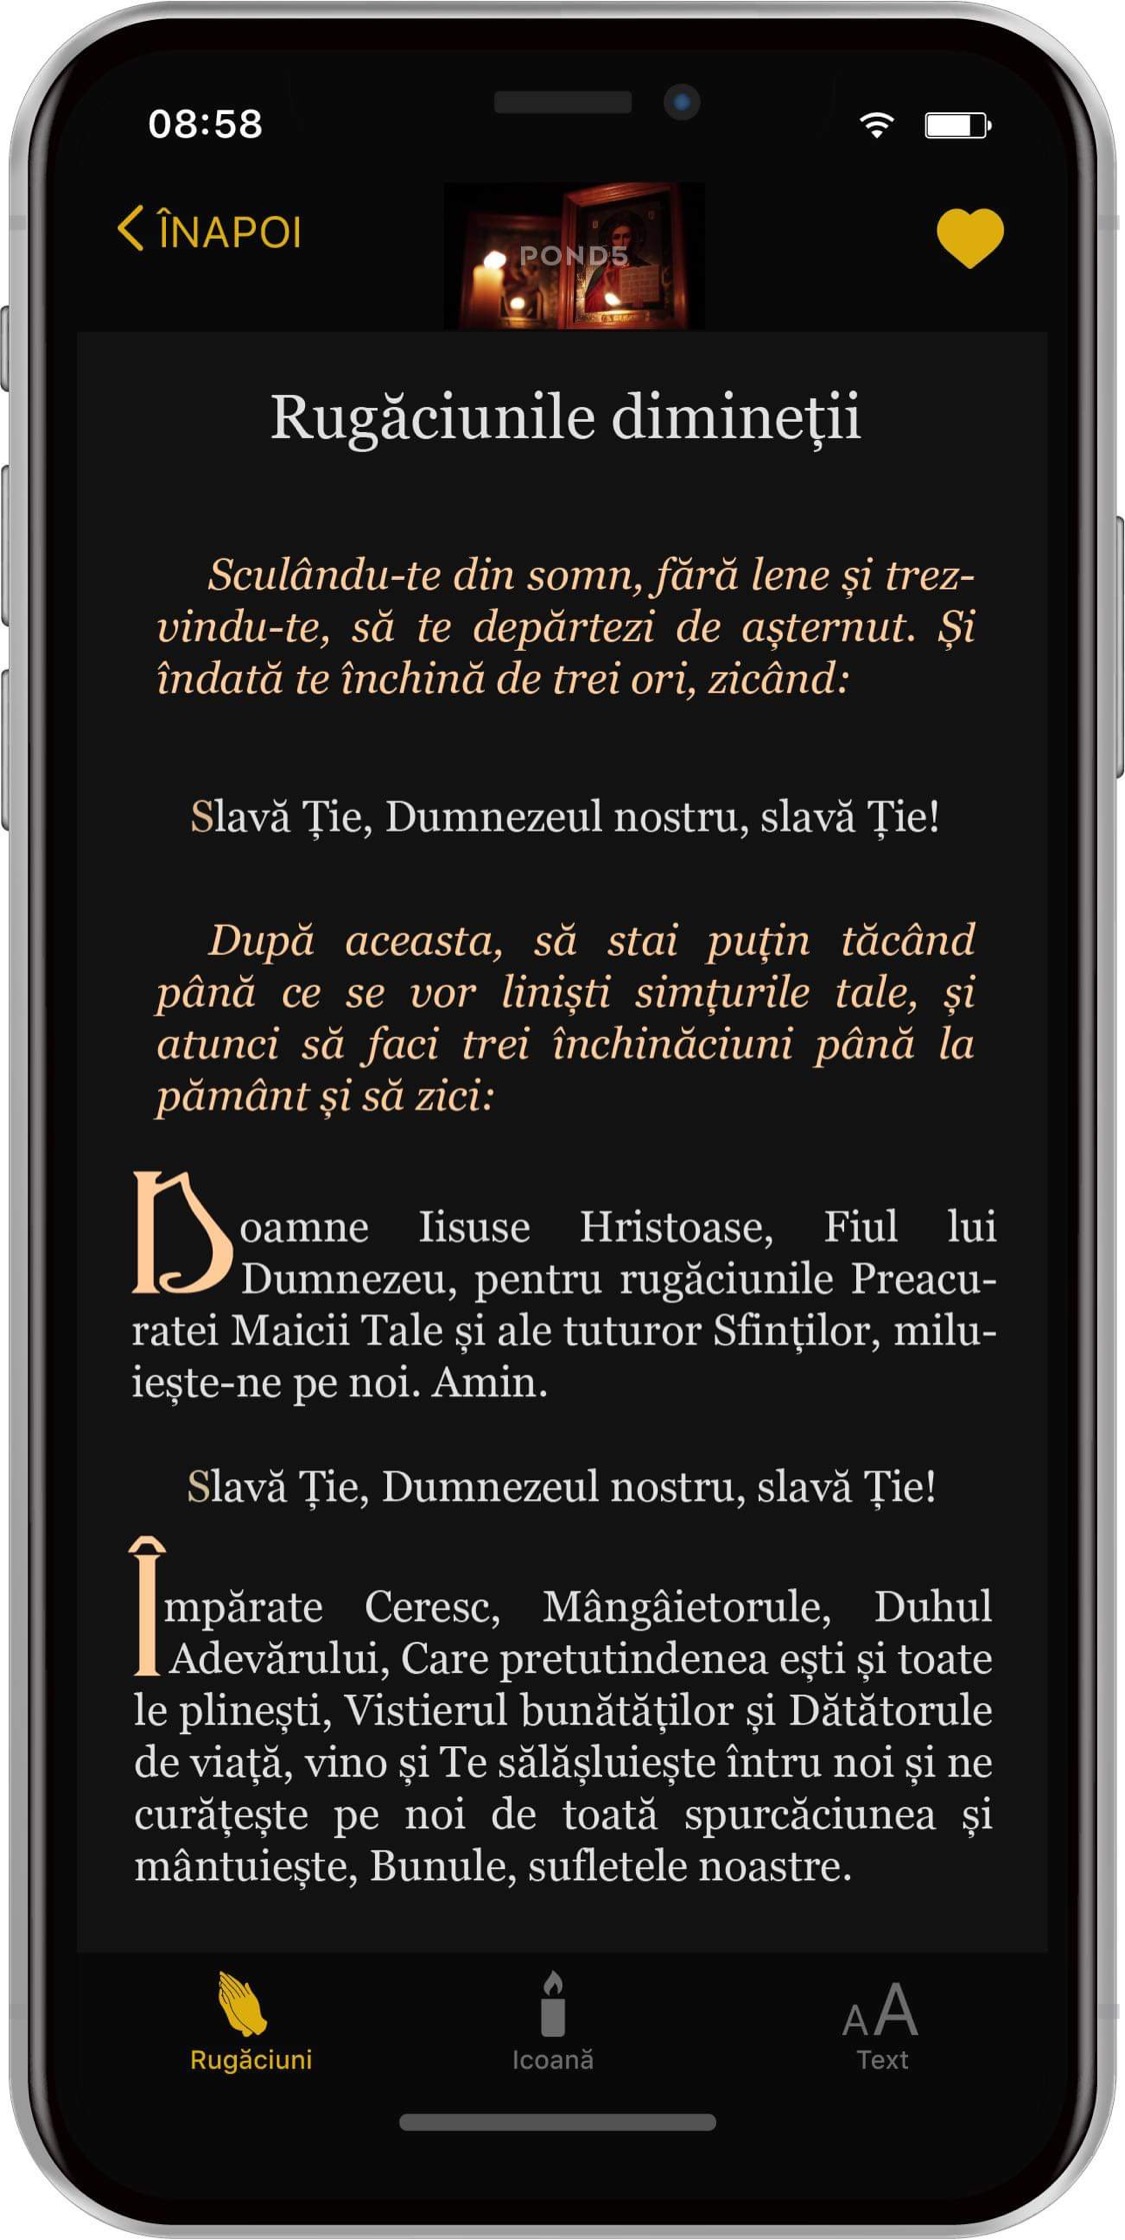 08:58
ÎNAPOI
POND5
Rugăciunile dimineții
Sculându-te din somn, fără lene și trez-
vindu-te, să te depărtezi de așternut. Și
îndată te închină de trei ori, zicând:
Slavă Ție, Dumnezeul nostru, slavă Ție!
După aceasta, să stai puțin tăcând
până ce se vor liniști simțurile tale, și
atunci să faci trei închinăciuni până la
pământ și să zici:
Doamne Iisuse Hristoase, Fiul lui
Dumnezeu, pentru rugăciunile Preacu-
ratei Maicii Tale și ale tuturor Sfinților, milu-
iește-ne pe noi. Amin.
Slavă Ție, Dumnezeul nostru, slavă Ție!
Împărate Ceresc, Mângâietorule, Duhul
Adevărului, Care pretutindenea ești și toate
le plinești, Vistierul bunătăților și Dătătorule
de viață, vino și Te sălășluiește întru noi și ne
curățește pe noi de toată spurcăciunea și
mântuiește, Bunule, sufletele noastre.
Rugăciuni
Icoană
AA
Text